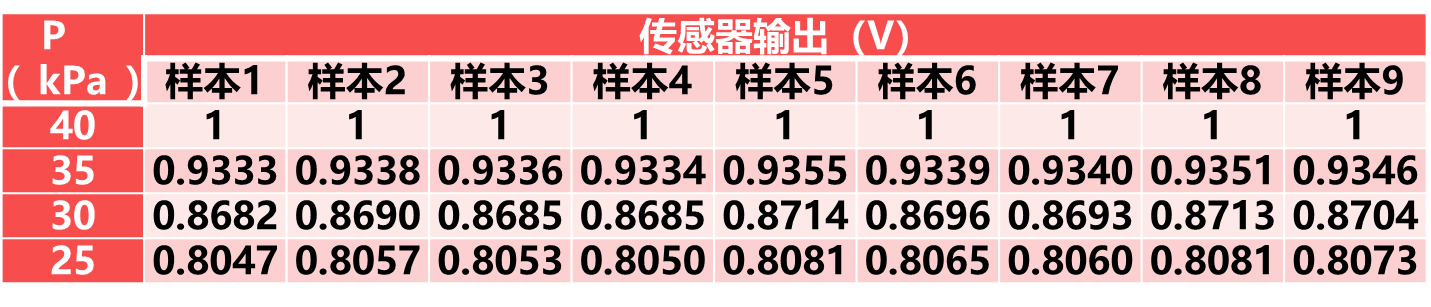 P 传感器输出（V）
( kPa ) 样本1 样本2 样本3 样本4 样本5 样本6 样本7 样本8 样本9
40 1 1 1 1 1 1 1 1 1
35 0.9333 0.9338 0.9336 0.9334 0.9355 0.9339 0.9340 0.9351 0.9346
30 0.8682 0.8690 0.8685 0.8685 0.8714 0.8696 0.8693 0.8713 0.8704
25 0.8047 0.8057 0.8053 0.8050 0.8081 0.8065 0.8060 0.8081 0.8073